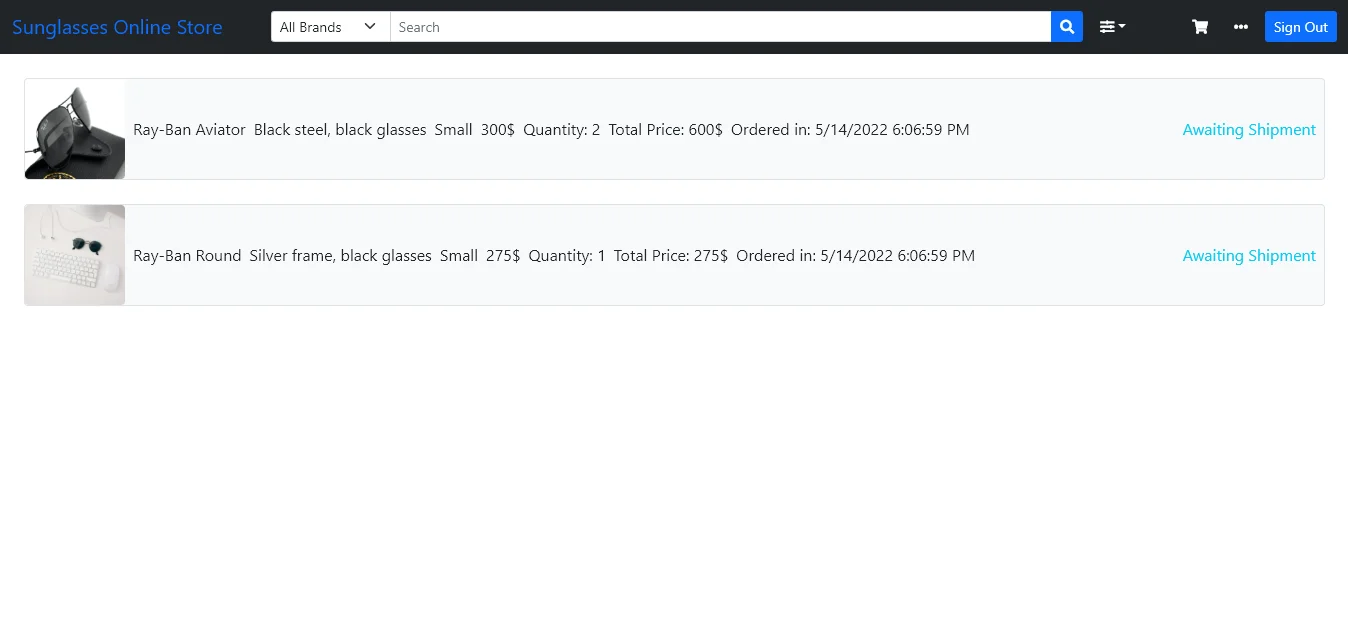 Sunglasses Online Store All Brands Search Sign Out
Ray-Ban Aviator Black steel, black glasses Small 300$ Quantity: 2 Total Price: 600$ Ordered in: 5/14/2022 6:06:59 PM Awaiting Shipment
Ray-Ban Round Silver frame, black glasses Small 275$ Quantity: 1 Total Price: 275$ Ordered in: 5/14/2022 6:06:59 PM Awaiting Shipment